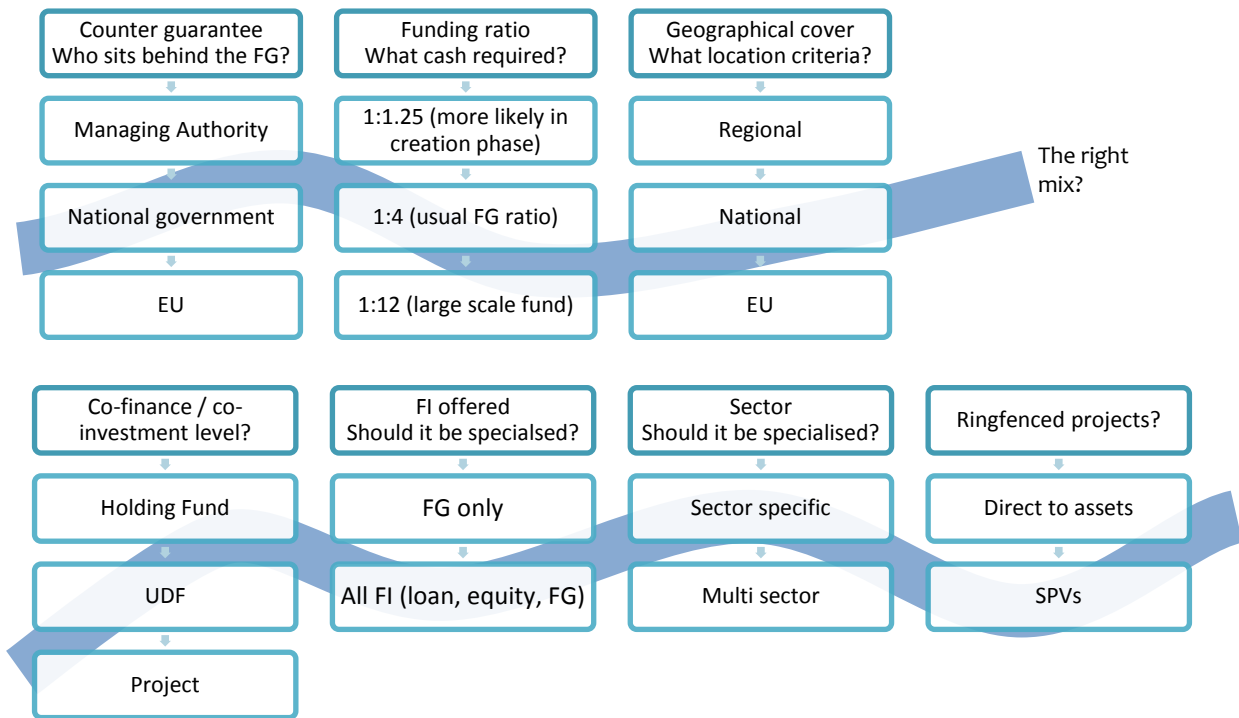 Counter guarantee
Who sits behind the FG?
Managing Authority
National government
EU
Funding ratio
What cash required?
1:1.25 (more likely in
creation phase)
1:4 (usual FG ratio)
1:12 (large scale fund)
Geographical cover
What location criteria?
Regional
National
EU
The right
mix?
Co-finance / co-
investment level?
Holding Fund
UDF
Project
FI offered
Should it be specialsed?
FG only
All FI (loan, equity, FG)
Sector
Should it be specialised?
Sector specific
Multi sector
Ringfenced projects?
Direct to assets
SPVs